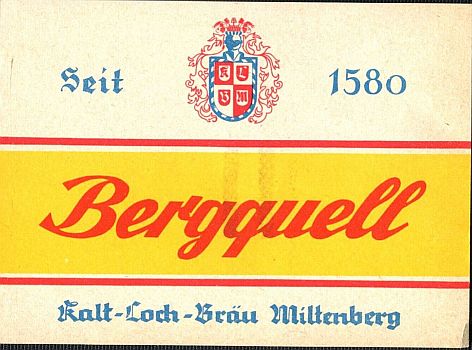 Seit 1580
K L
B M
Bergquell
Kalt-Loch-Bräu Miltenberg